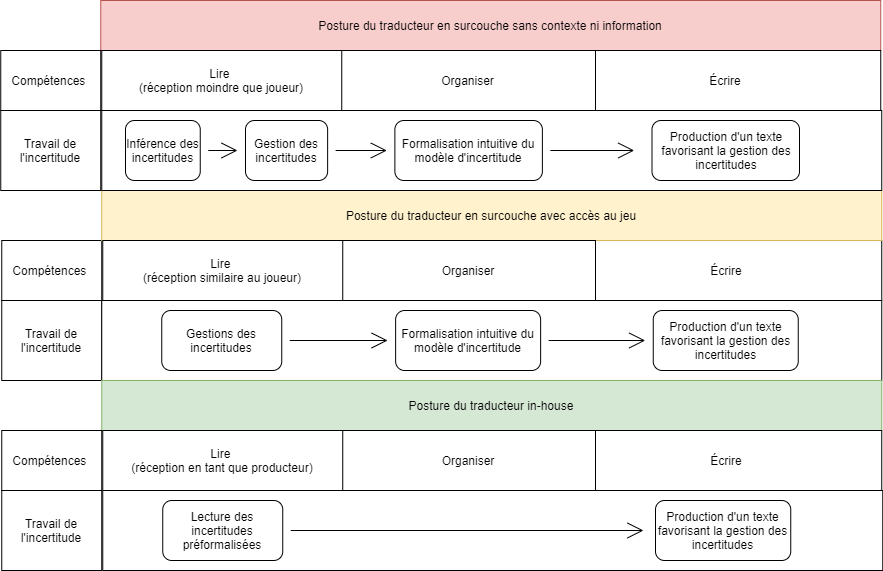 Posture du traducteur en surcouche sans contexte ni information
Compétences
Lire
(réception moindre que joueur)
Organiser
Écrire
Travail de
l'incertitude
Inférence des
incertitudes
Gestion des
incertitudes
Formalisation intuitive du
modèle d'incertitude
Production d'un texte
favorisant la gestion des
incertitudes
Posture du traducteur en surcouche avec accès au jeu
Compétences
Lire
(réception similaire au joueur)
Organiser
Écrire
Travail de
l'incertitude
Gestions des
incertitudes
Formalisation intuitive du
modèle d'incertitude
Production d'un texte
favorisant la gestion des
incertitudes
Posture du traducteur in-house
Compétences
Lire
(réception en tant que producteur)
Organiser
Écrire
Travail de
l'incertitude
Lecture des
incertitudes
préformalisées
Production d'un texte
favorisant la gestion des
incertitudes